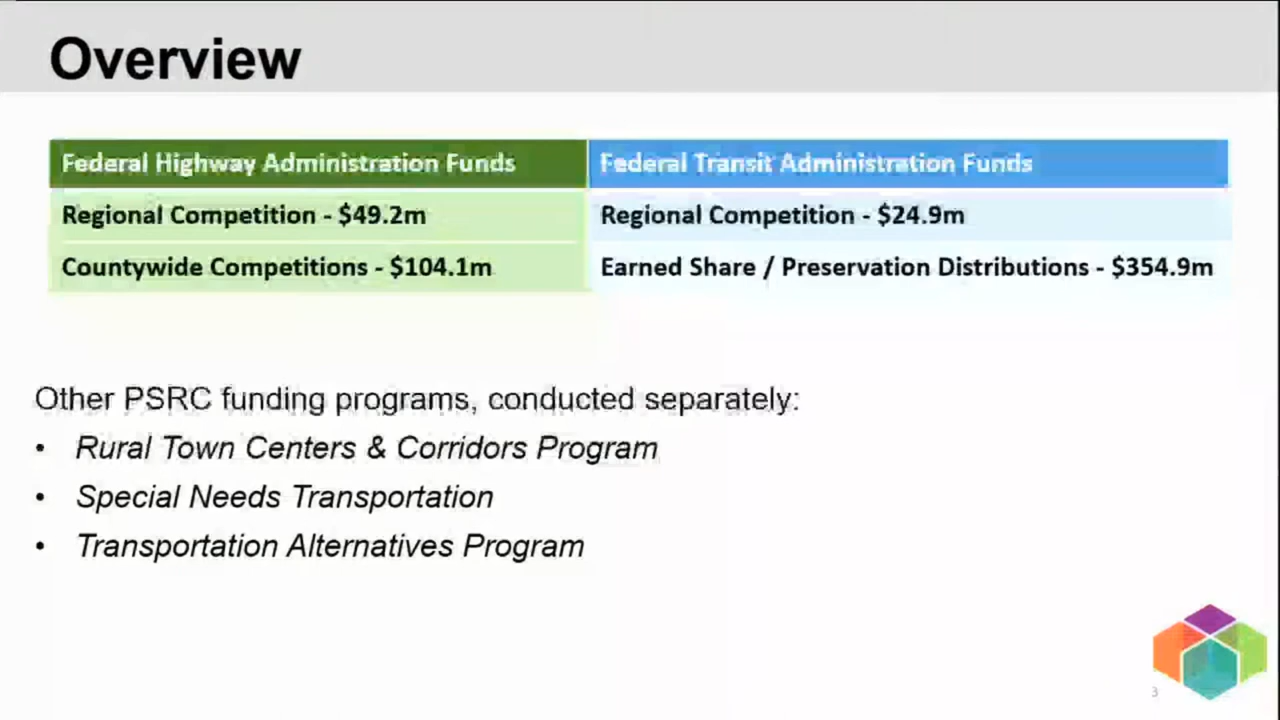 Overview
Federal Highway Administration Funds
Federal Transit Administration Funds
Regional Competition - $49.2m
Regional Competition - $24.9m
Countywide Competitions - $104.1m
Earned Share / Preservation Distributions - $354.9m
Other PSRC funding programs, conducted separately:
• Rural Town Centers & Corridors Program
• Special Needs Transportation
• Transportation Alternatives Program
3